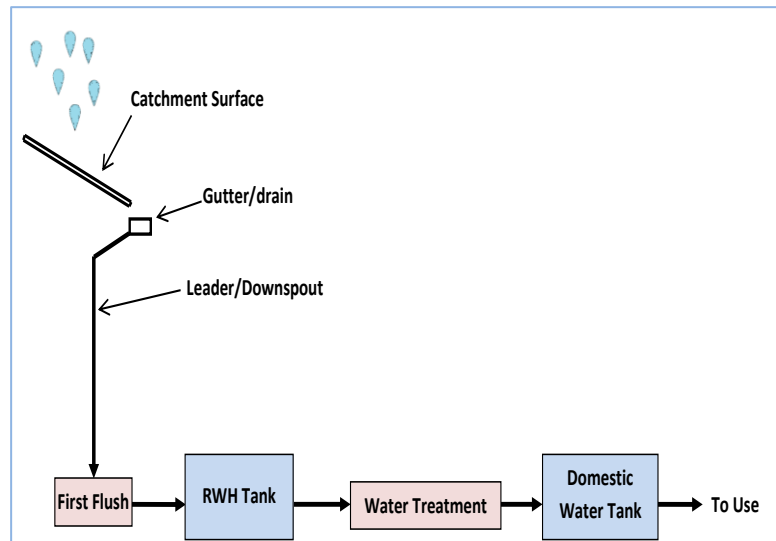 Catchment Surface
Gutter/drain
Leader/Downspout
First Flush
RWH Tank
Water Treatment
Domestic
Water Tank
To Use